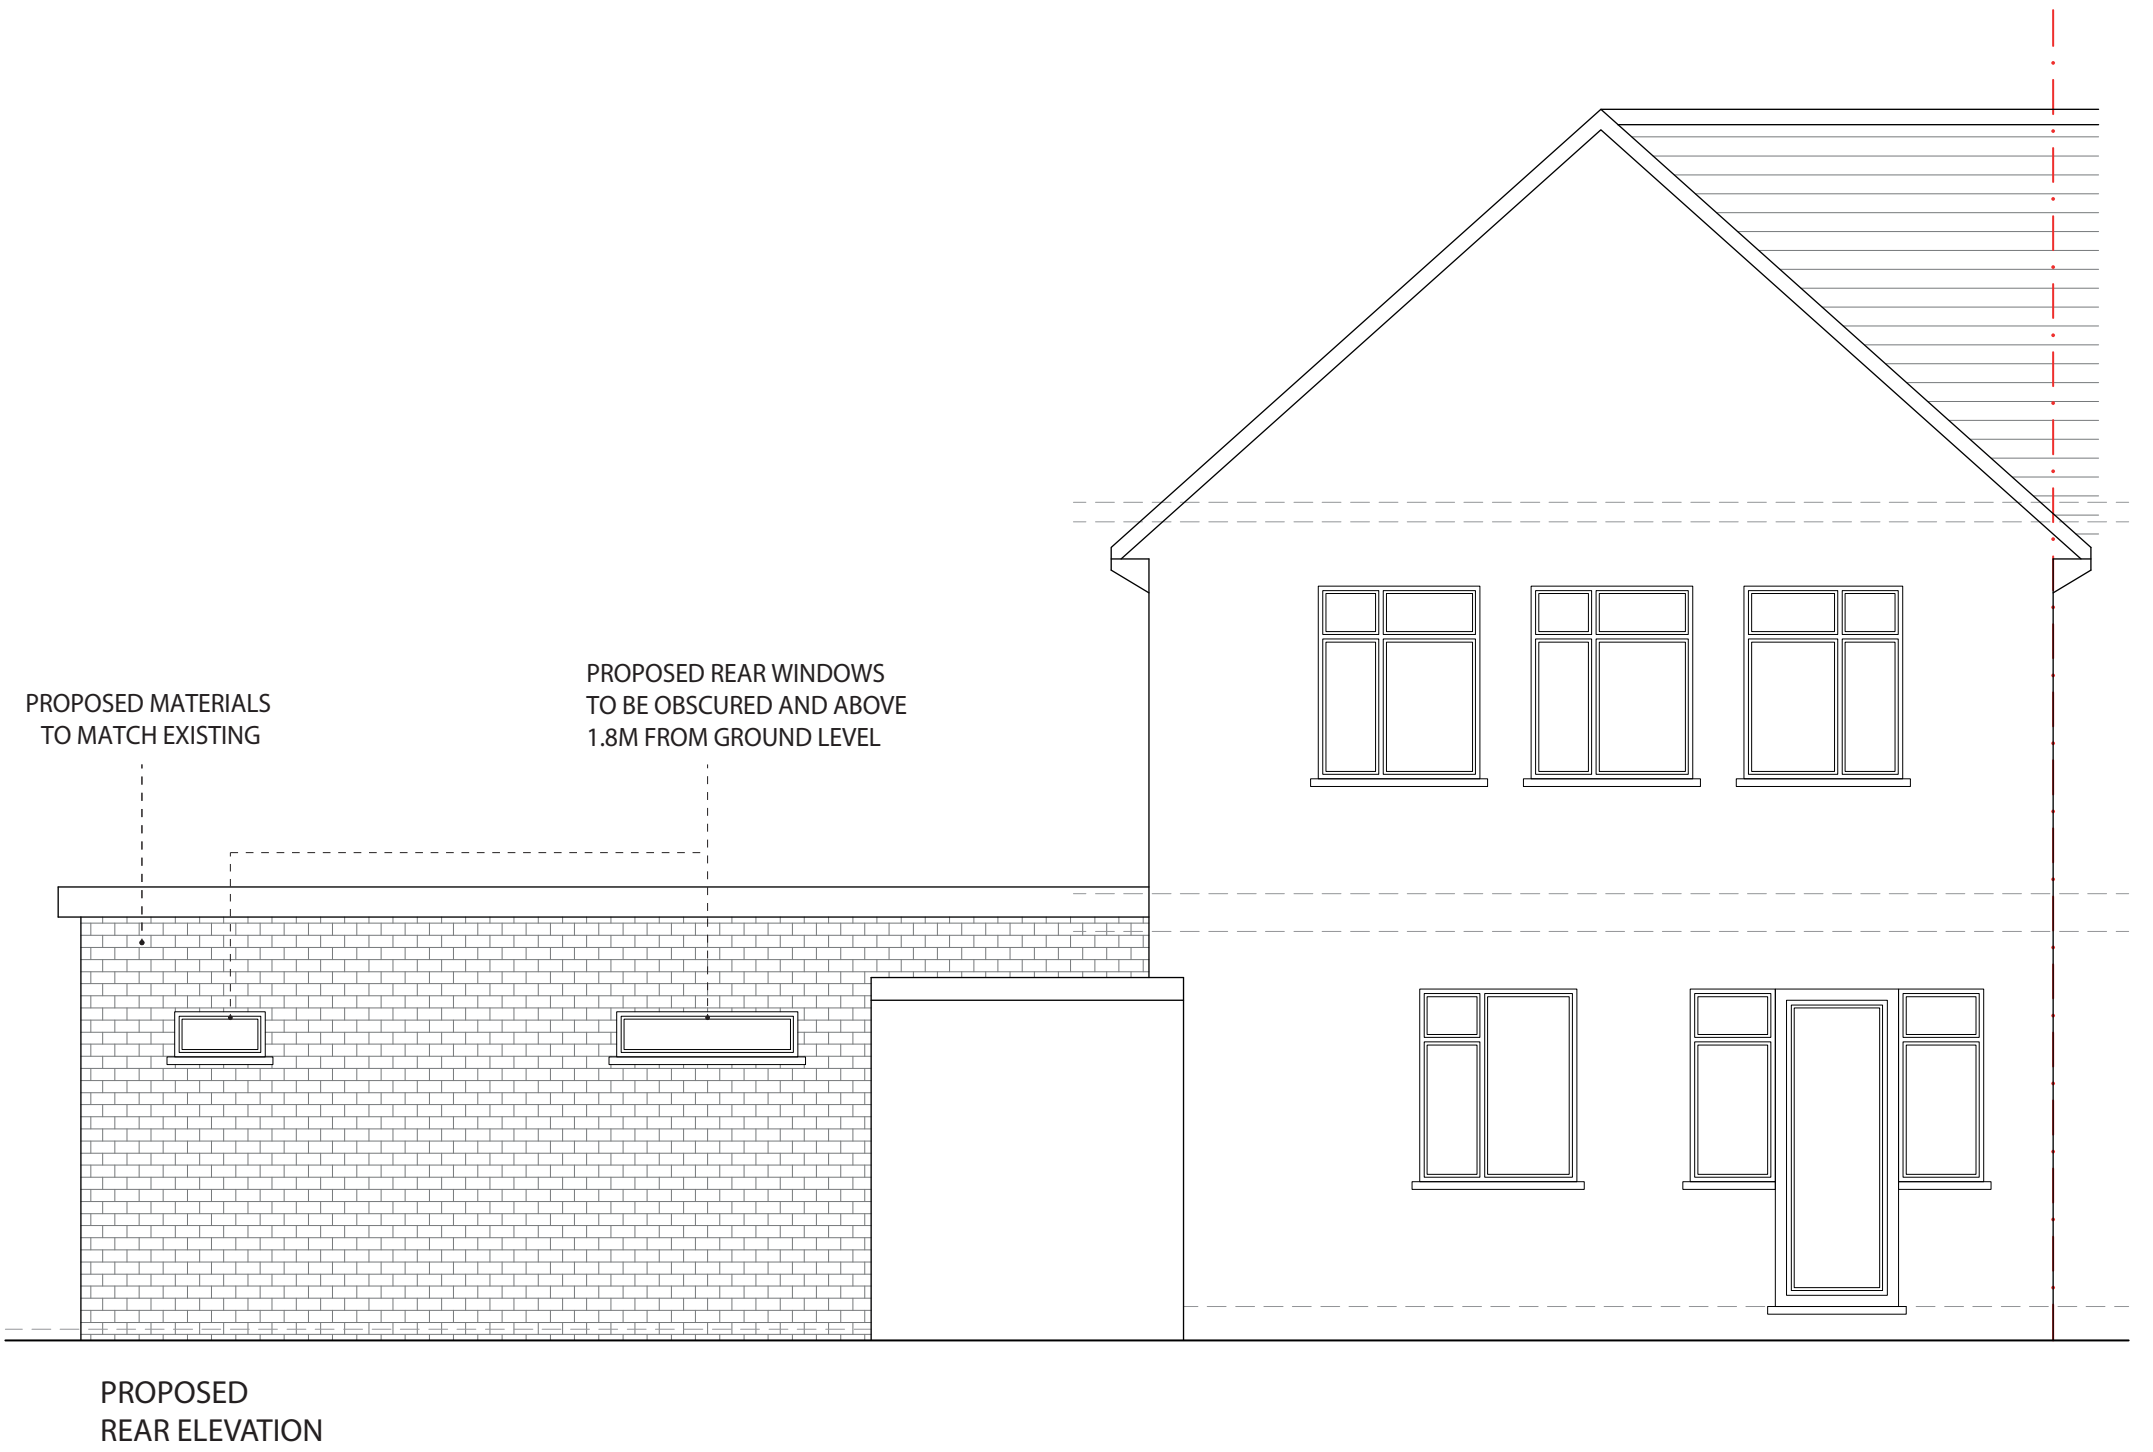 PROPOSED MATERIALS
TO MATCH EXISTING
PROPOSED REAR WINDOWS
TO BE OBSCURED AND ABOVE
1.8M FROM GROUND LEVEL
PROPOSED
REAR ELEVATION